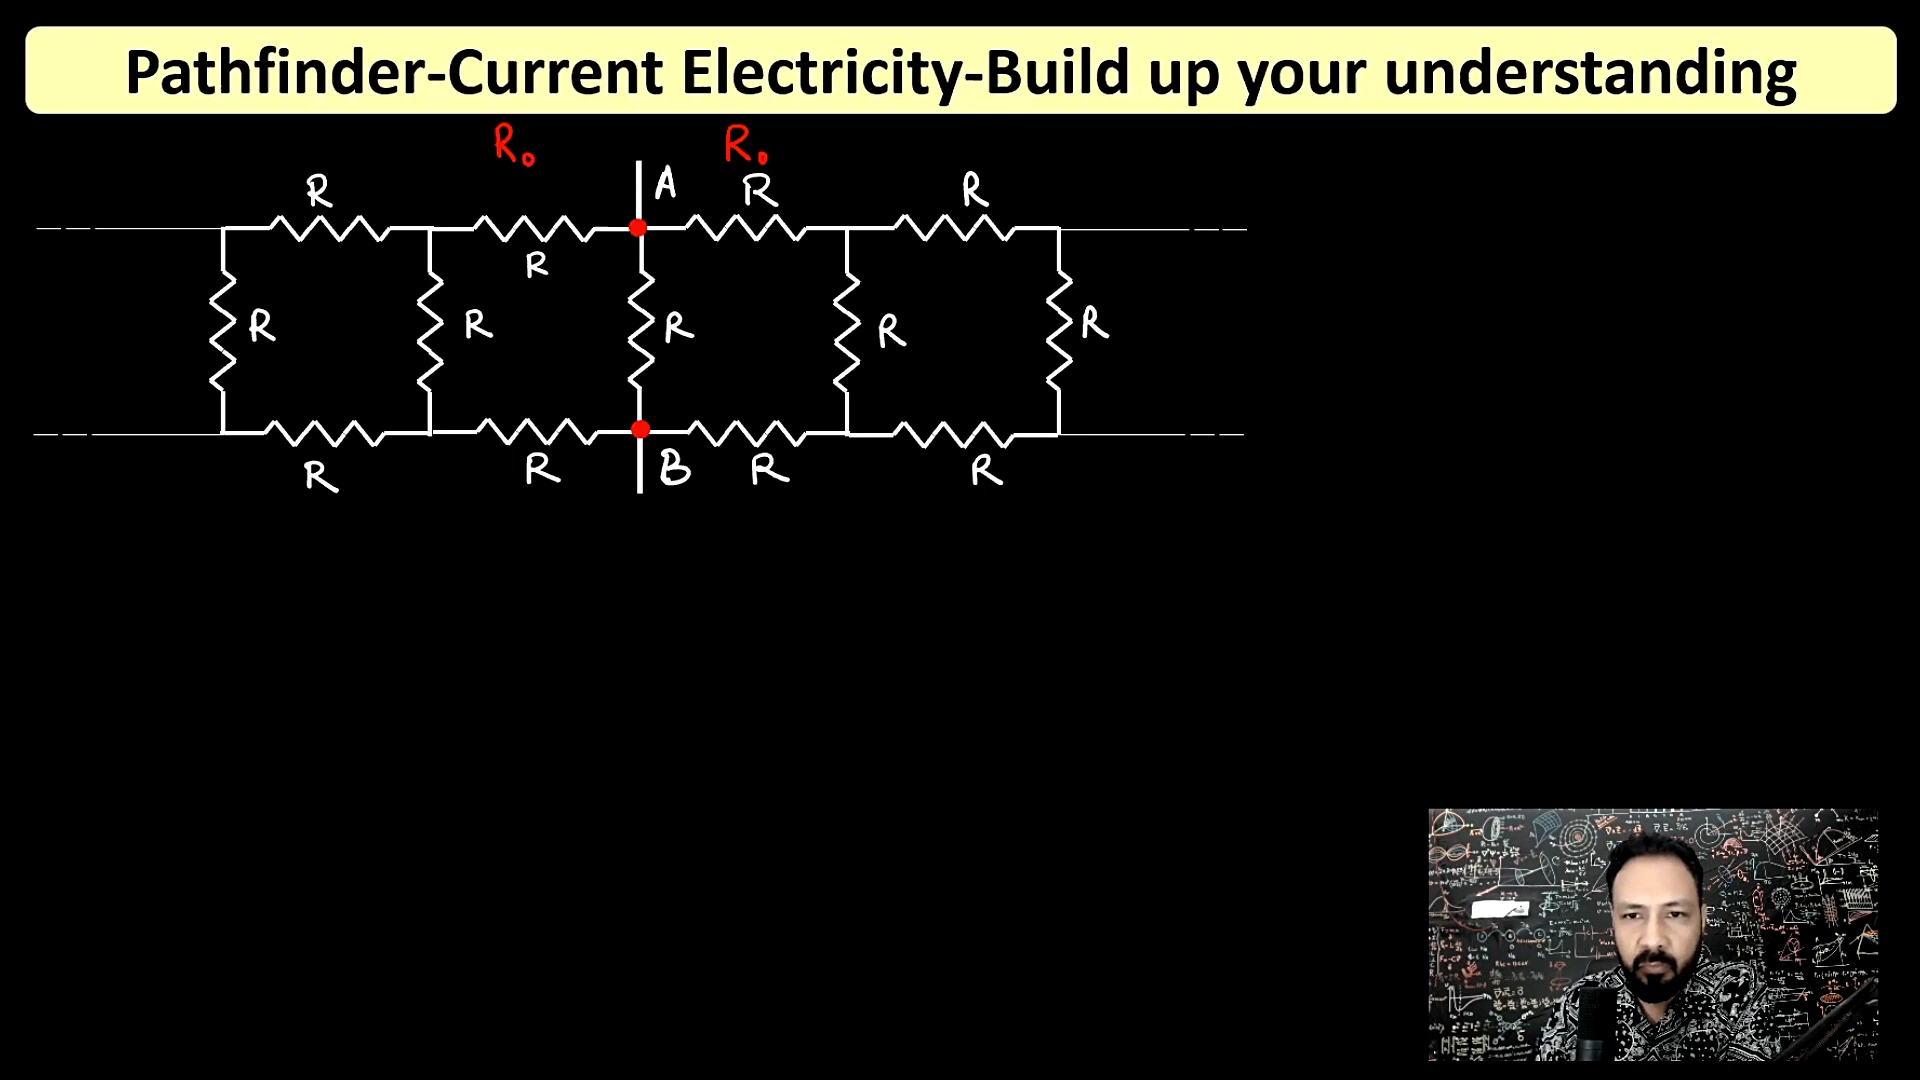 Pathfinder-Current Electricity-Build up your understanding
R₀ R₀
R A R R
R
R R R R R
R R B R R